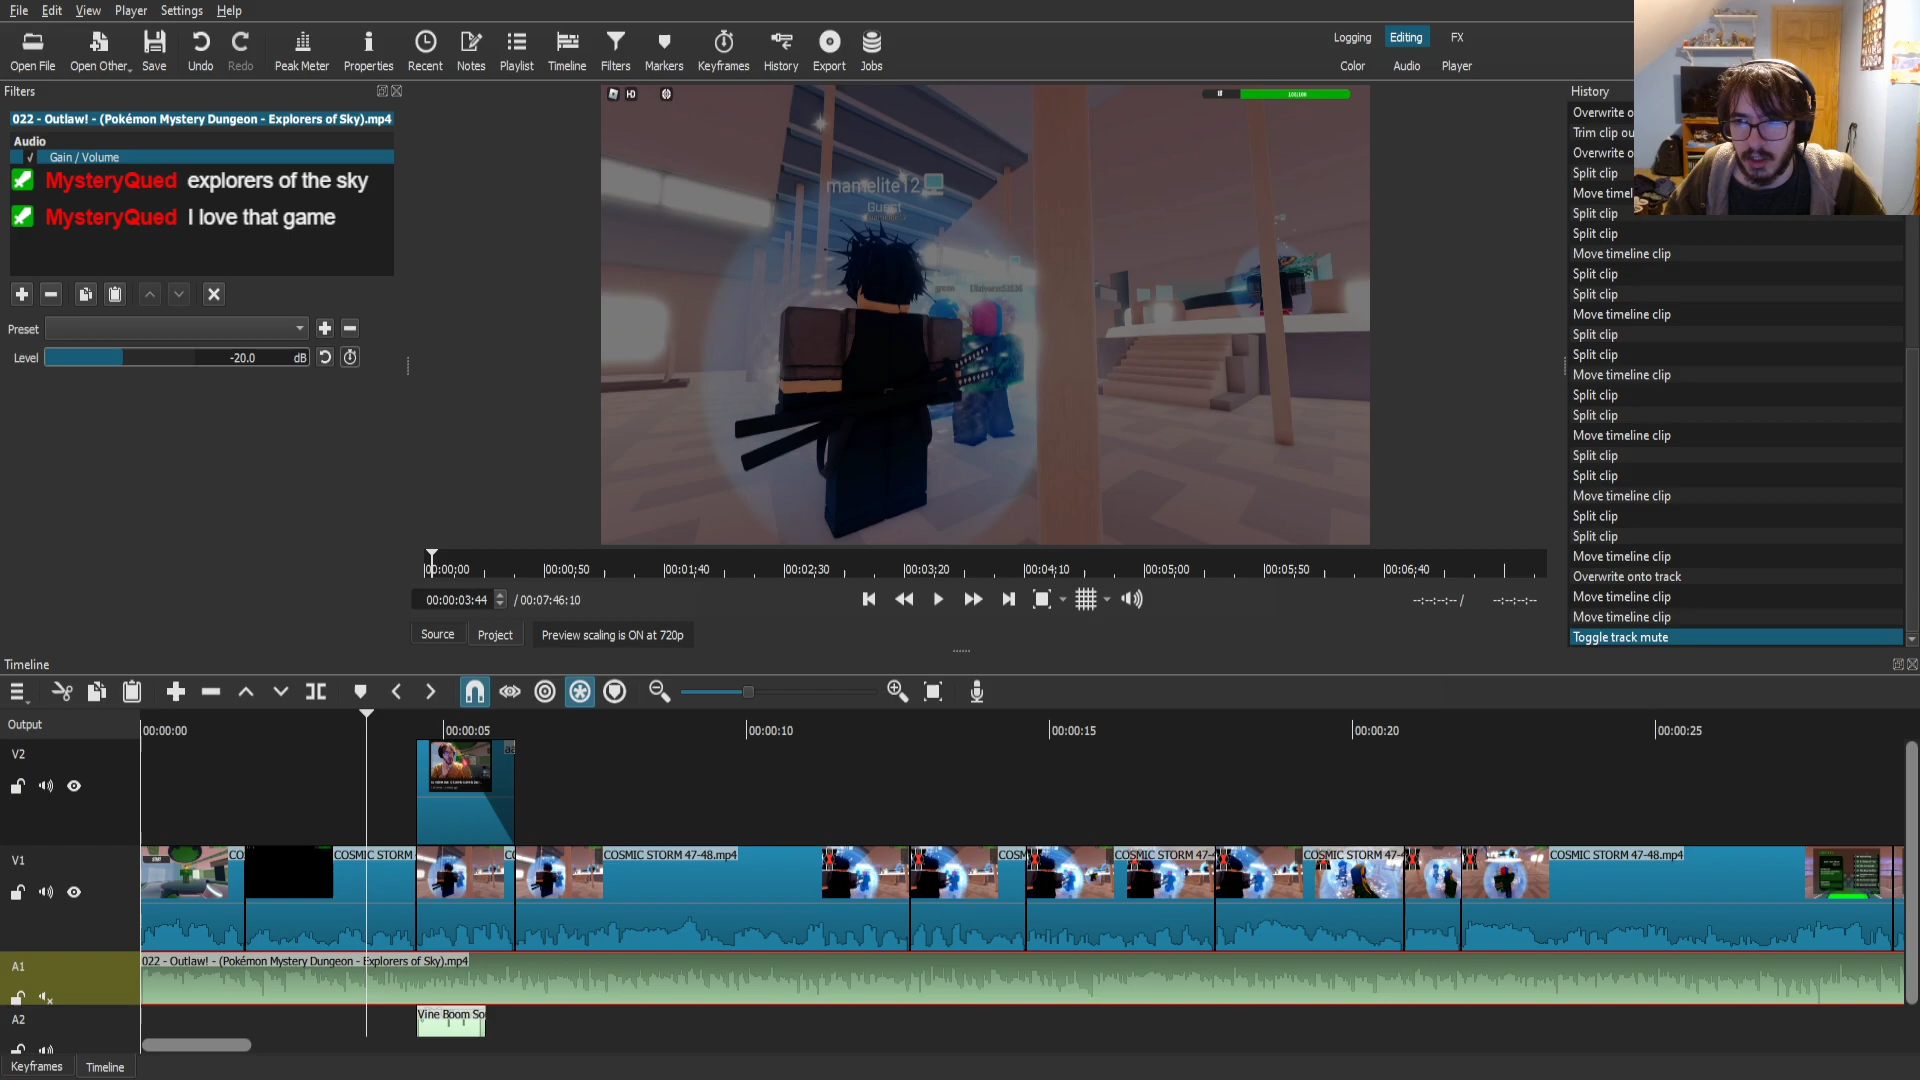 File Edit View Player Settings Help
Open File Open Other... Save Undo Redo Peak Meter Properties Recent Notes Playlist Timeline Filters Markers Keyframes History Export Jobs
Logging Editing FX
Color Audio Player
Filters
022 - Outlaw! - (Pokémon Mystery Dungeon - Explorers of Sky).mp4
Audio
✓ Gain / Volume
MysteryQued explorers of the sky
MysteryQued I love that game
Preset
Level -20.0 dB
HD
100/100
mamelite12
Guest
green
History
Overwrite o
Trim clip ou
Overwrite o
Split clip
Move timel
Split clip
Split clip
Move timeline clip
Split clip
Split clip
Move timeline clip
Split clip
Split clip
Move timeline clip
Split clip
Split clip
Move timeline clip
Split clip
Split clip
Move timeline clip
Split clip
Split clip
Move timeline clip
Overwrite onto track
Move timeline clip
Move timeline clip
Toggle track mute
00:00:00 00:00:50 00:01:40 00:02:30 00:03:20 00:04:10 00:05:00 00:05:50 00:06:40
00:00:03:44 / 00:07:46:10
--:--:--:-- / --:--:--:--
Source Project Preview scaling is ON at 720p
Timeline
Output
00:00:00 00:00:05 00:00:10 00:00:15 00:00:20 00:00:25
V2
aa
V1
CO COSMIC STORM CO COSMIC STORM 47-48.mp4 COSM COSMIC STORM 47-4 COSMIC STORM 47-4 COSMIC STORM 47-48.mp4
A1
022 - Outlaw! - (Pokémon Mystery Dungeon - Explorers of Sky).mp4
A2
Vine Boom So
Keyframes Timeline